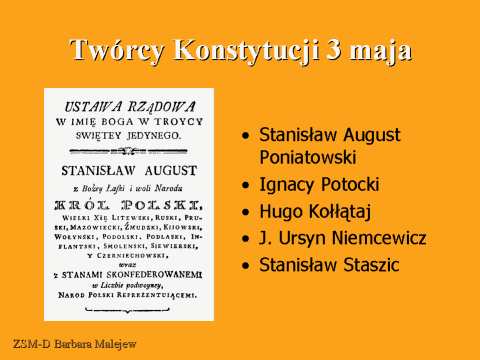 Twórcy Konstytucji 3 maja
USTAWA RZĄDOWA
W IMIĘ BOGA W TROYCY
SWIĘTEY JEDYNEGO.
STANISŁAW AUGUST
z Bożey Łaſki i woli Narodu
KRÓL POLSKI,
WIELKI XŻĘ LITEWSKI, RUSKI, PRU-
SKI, MAZOWIECKI, ŻMUDZKI, KIIOWSKI,
WOŁYNSKI, PODOLSKI, PODLASKI, IN-
FLANTSKI, SMOLENSKI, SIEWIERSKI,
Y CZERNIECHOWSKI,
wraz
z STANAMI SKONFEDEROWANEMI
w Liczbie podwoyney,
NAROD POLSKI REPREZENTUIĄCEMI.
• Stanisław August
Poniatowski
• Ignacy Potocki
• Hugo Kołłątaj
• J. Ursyn Niemcewicz
• Stanisław Staszic
ZSM-D Barbara Malejew